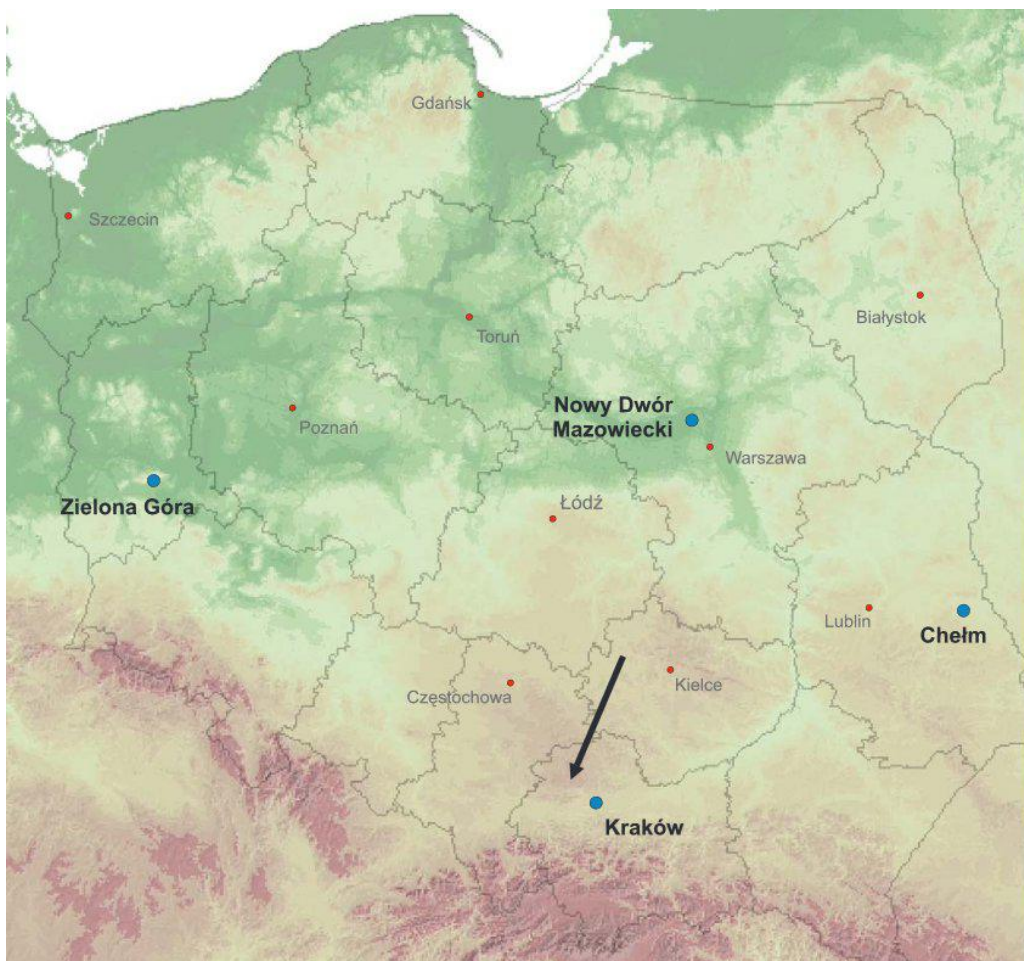 Gdańsk
Szczecin
Białystok
Toruń
Nowy Dwór
Mazowiecki
Poznań
Warszawa
Zielona Góra
Łódź
Lublin
Chełm
Częstochowa
Kielce
Kraków